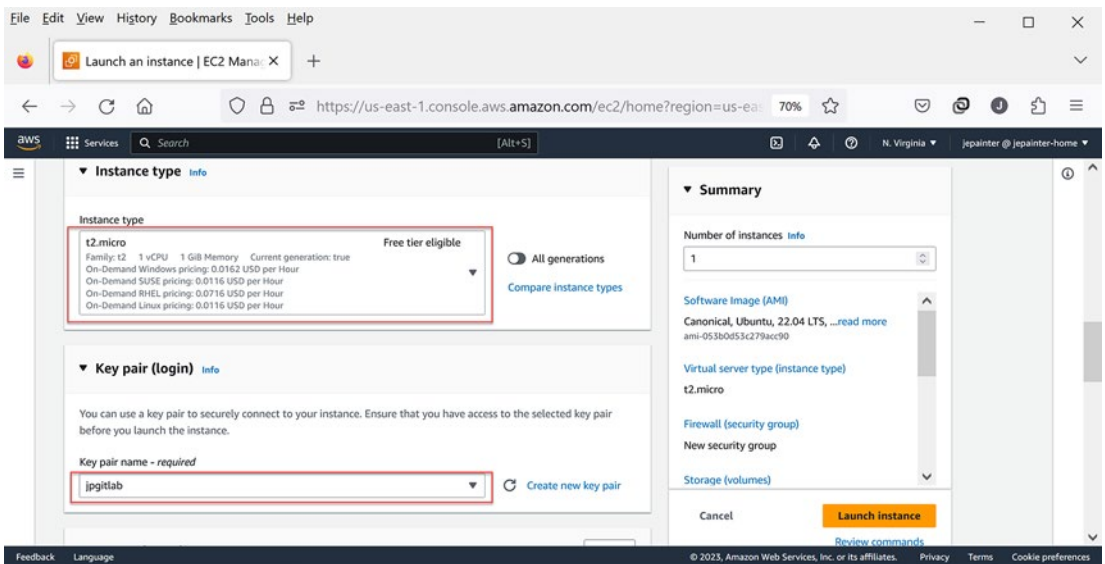 File Edit View History Bookmarks Tools Help
Launch an instance | EC2 Manag
https://us-east-1.console.aws.amazon.com/ec2/home?region=us-eas 70%
aws Services Search [Alt+S] N. Virginia jepainter @ jepainter-home
Instance type Info
Instance type
t2.micro Free tier eligible
Family: t2 1 vCPU 1 GiB Memory Current generation: true
On-Demand Windows pricing: 0.0162 USD per Hour
On-Demand SUSE pricing: 0.0116 USD per Hour
On-Demand RHEL pricing: 0.0716 USD per Hour
On-Demand Linux pricing: 0.0116 USD per Hour
All generations
Compare instance types
Key pair (login) Info
You can use a key pair to securely connect to your instance. Ensure that you have access to the selected key pair
before you launch the instance.
Key pair name - required
jpgitlab
Create new key pair
Summary
Number of instances Info
1
Software Image (AMI)
Canonical, Ubuntu, 22.04 LTS, ...read more
ami-053b0d53c279acc90
Virtual server type (instance type)
t2.micro
Firewall (security group)
New security group
Storage (volumes)
Cancel Launch instance
Review commands
Feedback Language © 2023, Amazon Web Services, Inc. or its affiliates. Privacy Terms Cookie preferences